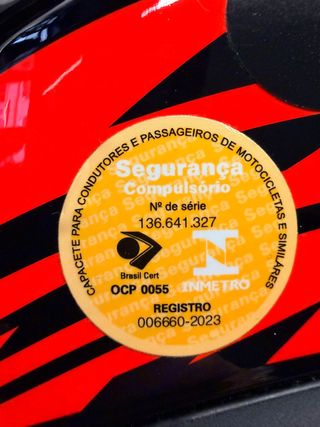 CAPACETE PARA CONDUTORES E PASSAGEIROS DE MOTOCICLETAS E SIMILARES
Segurança
Compulsório
Nº de série
136.641.327
Brasil Cert
OCP 0055
INMETRO
REGISTRO
006660-2023